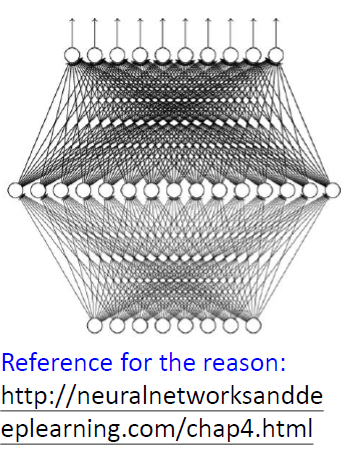 Reference for the reason:
http://neuralnetworksandde
eplearning.com/chap4.html